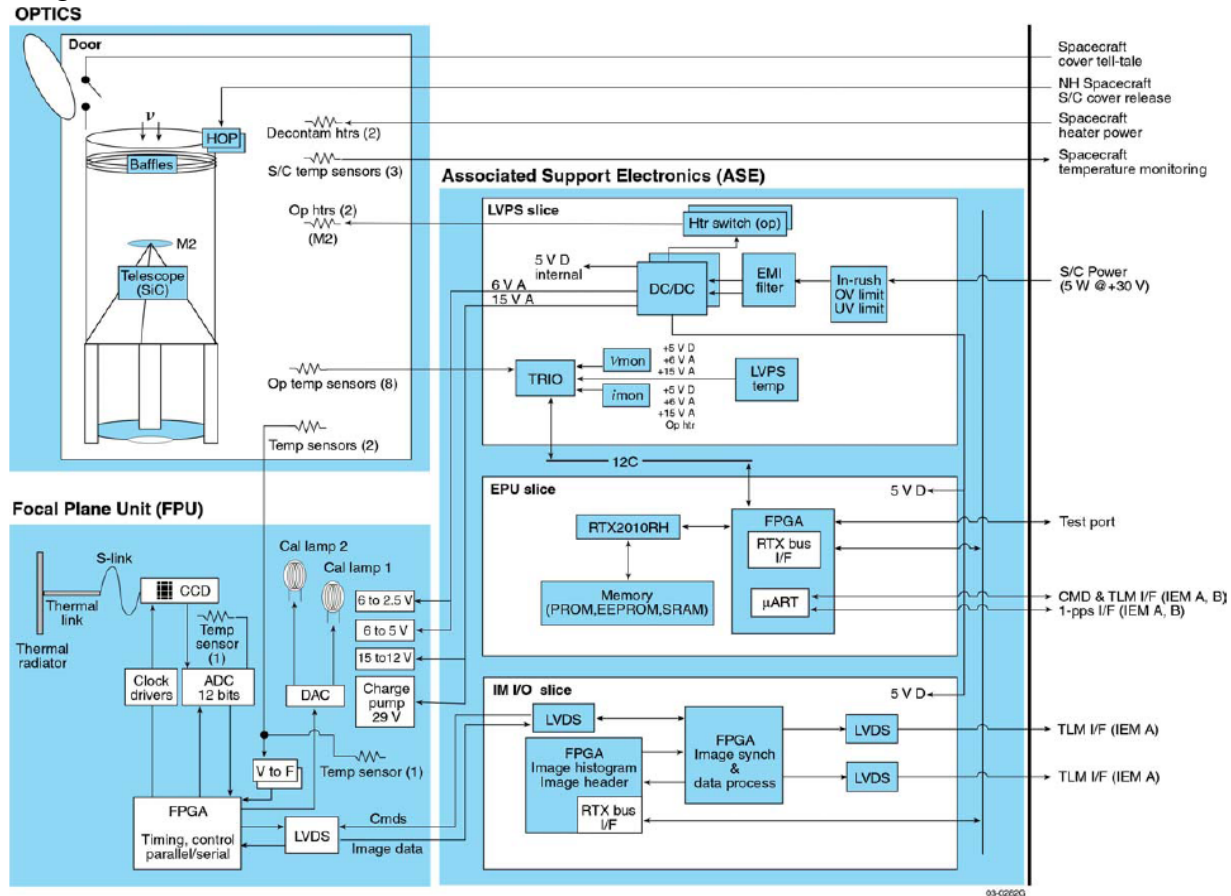 OPTICS
Door
Spacecraft
cover tell-tale
NH Spacecraft
S/C cover release
ν
HOP
Decontam htrs (2)
Spacecraft
heater power
Baffles
S/C temp sensors (3)
Spacecraft
temperature monitoring
Associated Support Electronics (ASE)
Op htrs (2)
(M2)
LVPS slice
Htr switch (op)
M2
Telescope
(SiC)
5 V D
internal
6 V A
15 V A
DC/DC
EMI
filter
In-rush
OV limit
UV limit
S/C Power
(5 W @+30 V)
Op temp sensors (8)
TRIO
Vmon
+5 V D
+6 V A
+15 V A
imon
+5 V D
+6 V A
+15 V A
Op htr
LVPS
temp
Temp sensors (2)
12C
EPU slice
5 V D
Focal Plane Unit (FPU)
RTX2010RH
FPGA
RTX bus
I/F
Test port
Memory
(PROM,EEPROM,SRAM)
µART
CMD & TLM I/F (IEM A, B)
1-pps I/F (IEM A, B)
S-link
Cal lamp 2
Cal lamp 1
CCD
Thermal
link
Thermal
radiator
Temp
sensor
(1)
6 to 2.5 V
6 to 5 V
15 to12 V
Charge
pump
29 V
Clock
drivers
ADC
12 bits
DAC
IM I/O slice
5 V D
LVDS
FPGA
Image histogram
Image header
RTX bus
I/F
FPGA
Image synch
&
data process
LVDS
TLM I/F (IEM A)
LVDS
TLM I/F (IEM A)
V to F
Temp sensor (1)
FPGA
Timing, control
parallel/serial
LVDS
Cmds
Image data
03-0282G